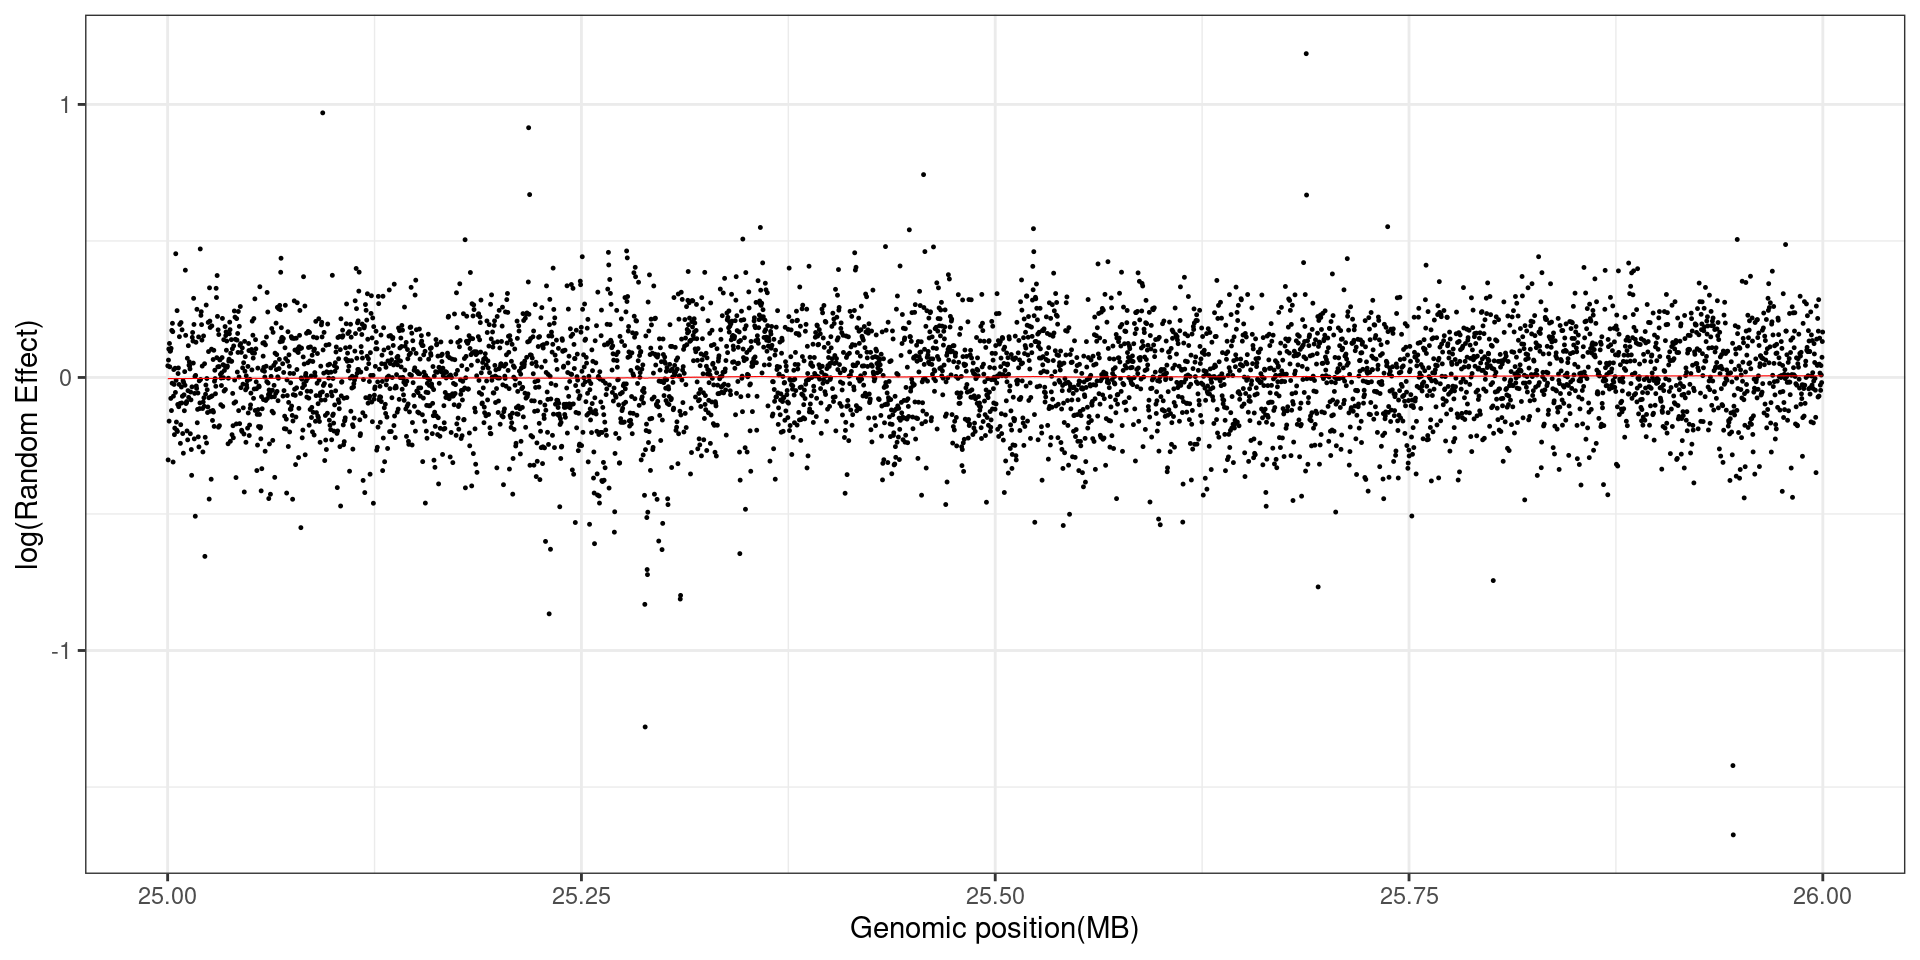 log(Random Effect)
1
0
-1
25.00 25.25 25.50 25.75 26.00
Genomic position(MB)